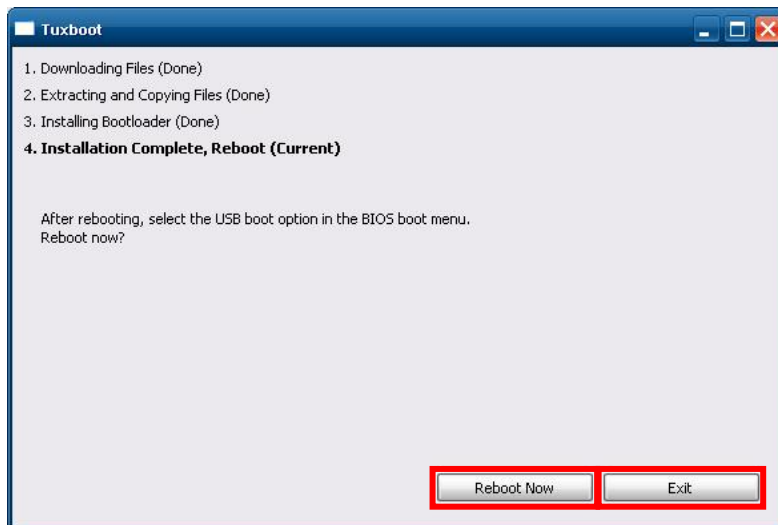 Tuxboot
1. Downloading Files (Done)
2. Extracting and Copying Files (Done)
3. Installing Bootloader (Done)
4. Installation Complete, Reboot (Current)
After rebooting, select the USB boot option in the BIOS boot menu.
Reboot now?
Reboot Now
Exit